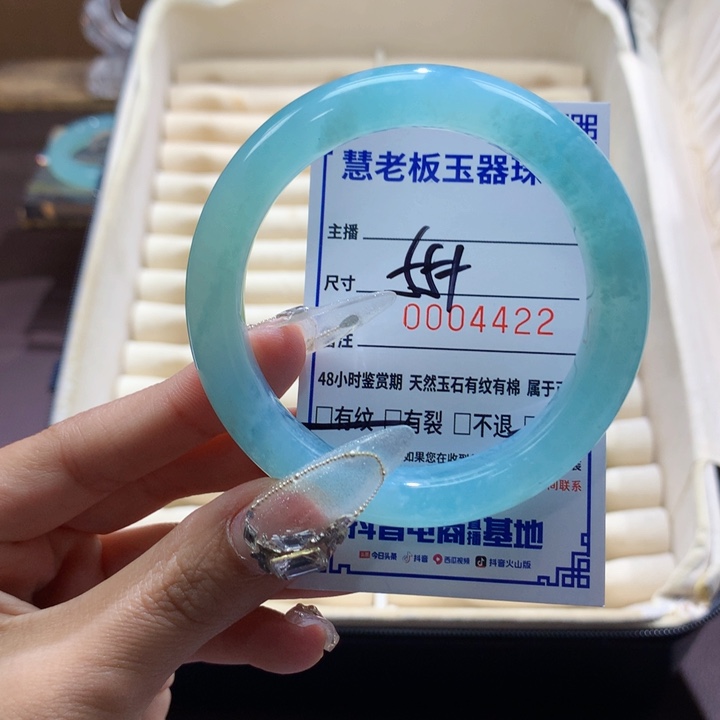 慧老板玉器珠
主播
尺寸
0004422
48小时鉴赏期 天然玉石有纹有棉 属于
□有纹 □有裂 □不退
如果您在收
联系
抖音电商直播基地
今日头条 抖音 西瓜视频 抖音火山版